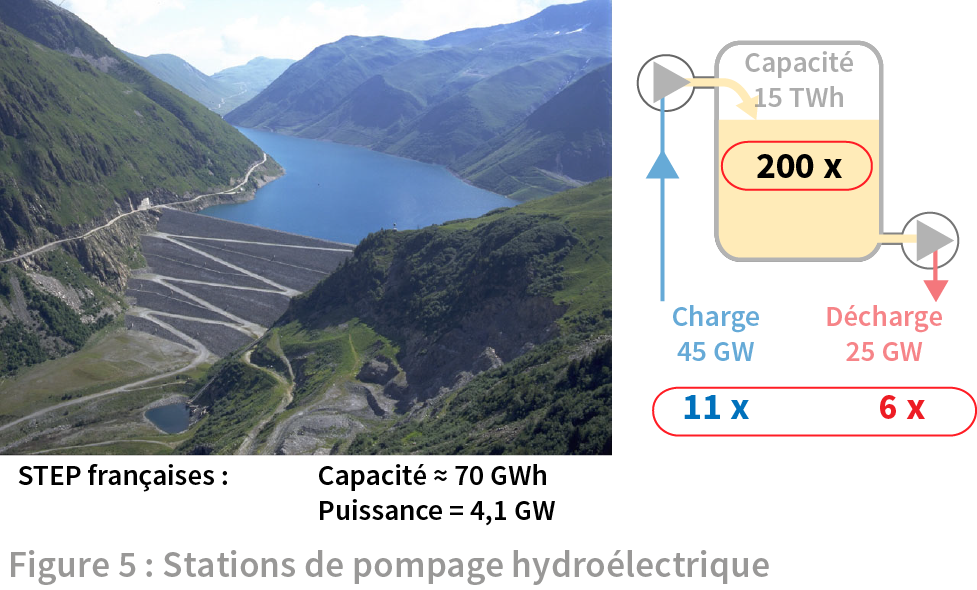 Capacité
15 TWh
200 x
Charge
45 GW
Décharge
25 GW
11 x
6 x
STEP françaises :
Capacité ≈ 70 GWh
Puissance = 4,1 GW
Figure 5 : Stations de pompage hydroélectrique